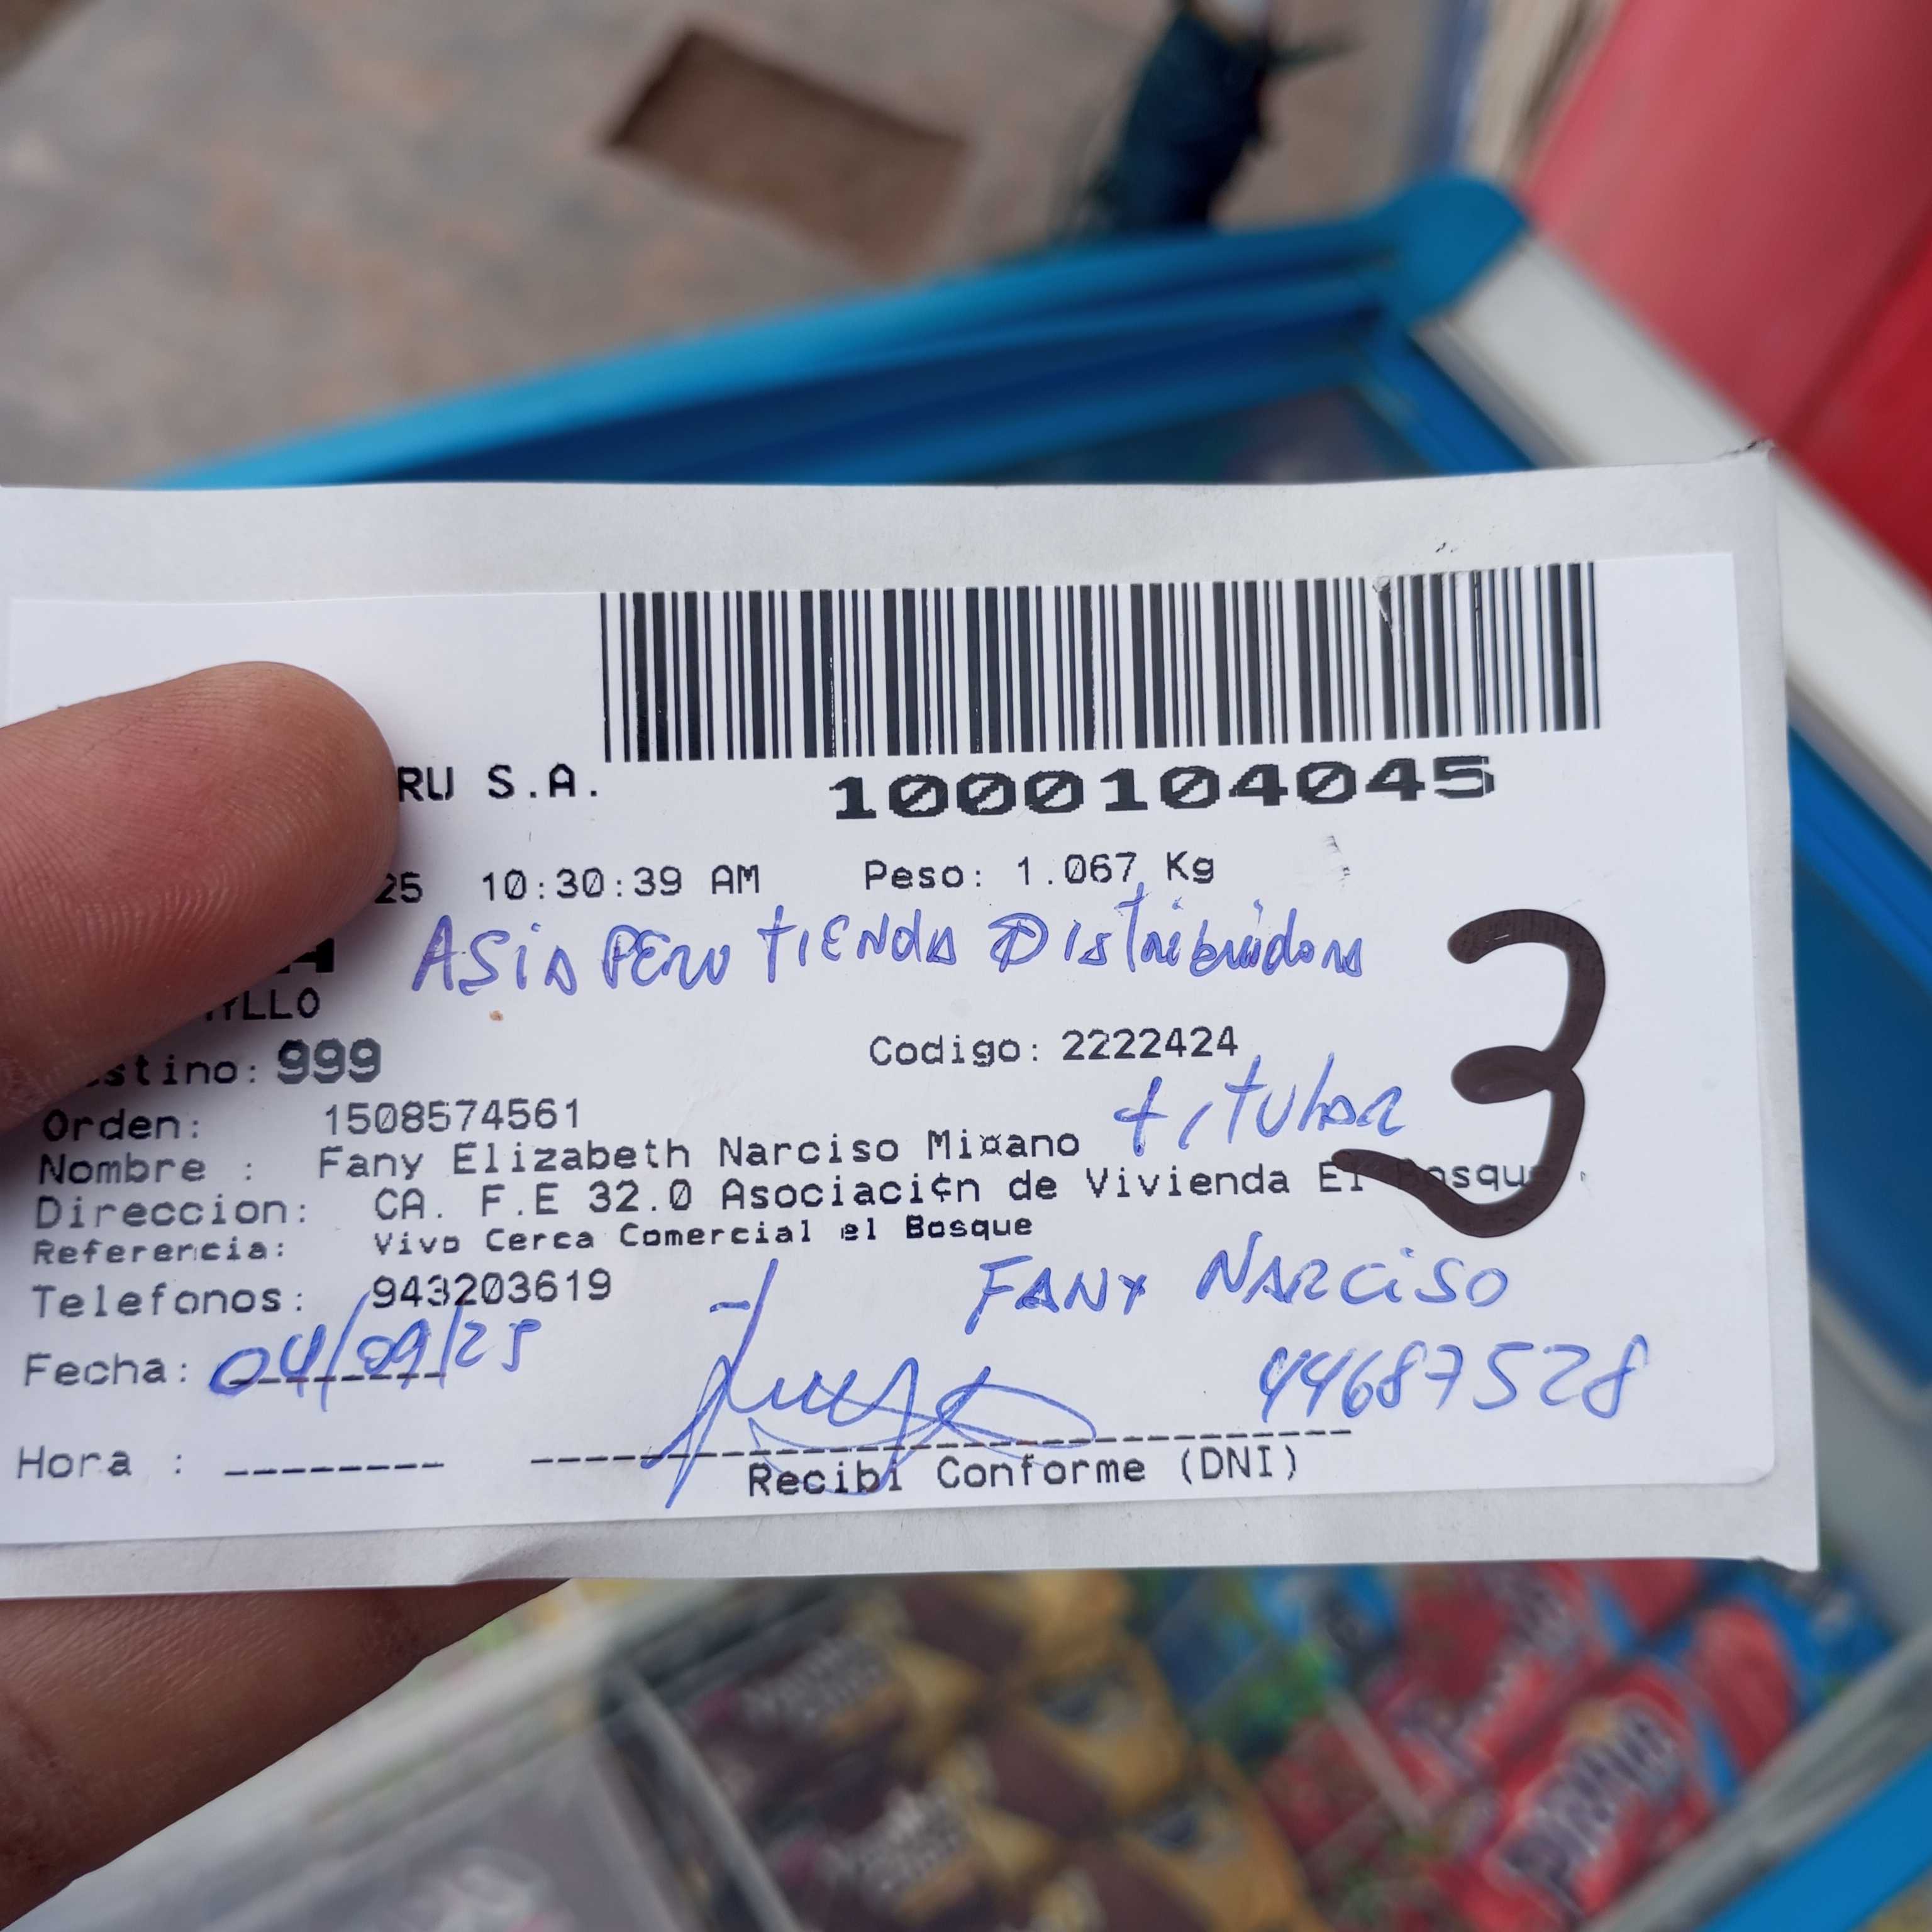 RU S.A.
1000104045
25 10:30:39 AM Peso: 1.067 Kg
ASIA PERU TIENDA DistRibuidora
YLLO
stino: 999 Codigo: 2222424
Orden: 1508574561
titular
Nombre : Fany Elizabeth Narciso Mi¤ano
Direccion: CA. F.E 32.0 Asociaci¢n de Vivienda El Bosque
Referencia: Vivo Cerca Comercial el Bosque
Telefonos: 943203619
FANY NARCISO
Fecha: 04/09/25
44687528
Hora : --------
Recibi Conforme (DNI)
3